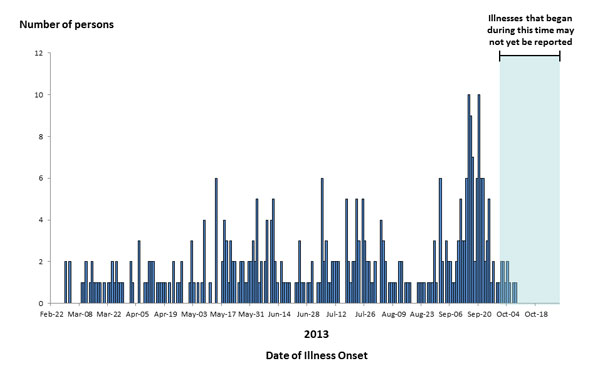 Number of persons
Illnesses that began
during this time may
not yet be reported
12
10
8
6
4
2
0
Feb-22 Mar-08 Mar-22 Apr-05 Apr-19 May-03 May-17 May-31 Jun-14 Jun-28 Jul-12 Jul-26 Aug-09 Aug-23 Sep-06 Sep-20 Oct-04 Oct-18
2013
Date of Illness Onset